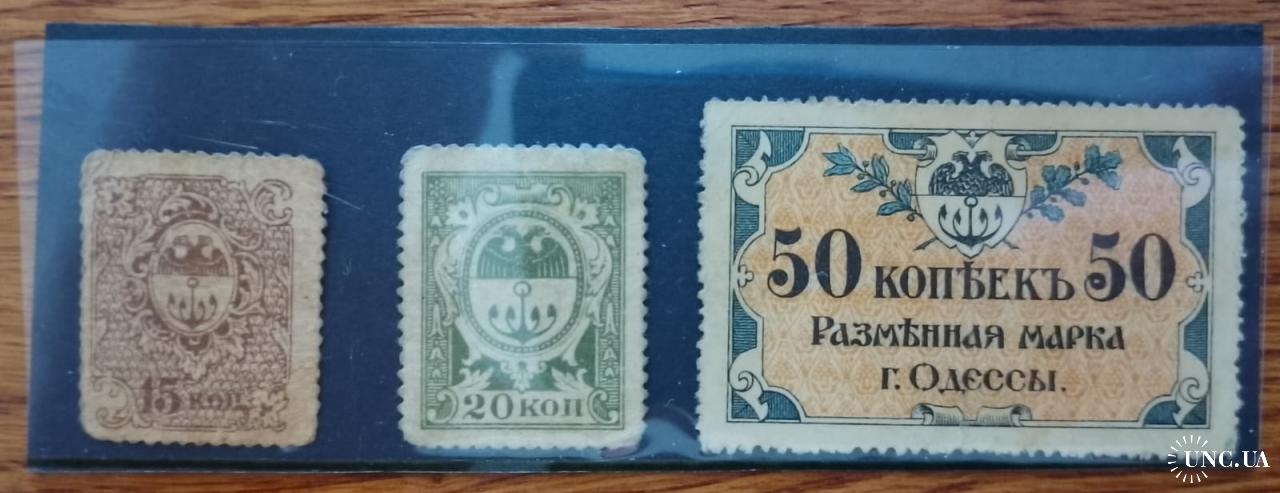 15 коп
20 КОП
50 КОПѢЕКЪ 50
Размѣнная марка
г. Одессы.
UNC.UA